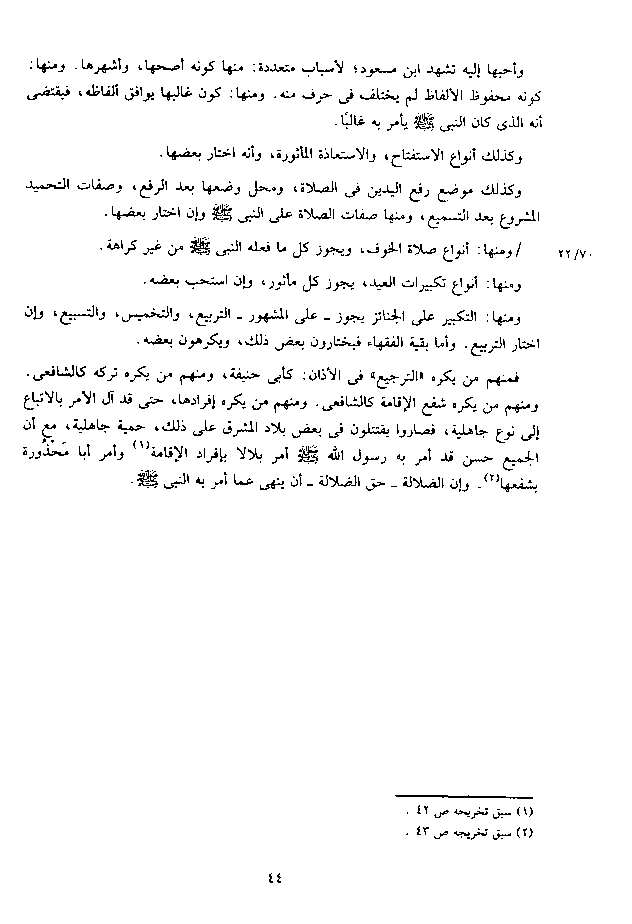 وأحبها إليه تشهد ابن مسعود؛ لأسباب متعددة: منها كونه أصحها، وأشهرها. ومنها:
كونه محفوظ الألفاظ لم يختلف فى حرف منه. ومنها: كون غالبها يوافق ألفاظه، فيقتضى
أنه الذى كان النبى ﷺ يأمر به غالبًا.
وكذلك أنواع الاستفتاح، والاستعاذة المأثورة، وأنه اختار بعضها.
وكذلك موضع رفع اليدين فى الصلاة، ومحل وضعها بعد الرفع، وصفات التحميد
المشروع بعد التسميع، ومنها صفات الصلاة على النبى ﷺ وإن اختار بعضها.
٢٢/٧٠ / ومنها: أنواع صلاة الخوف، ويجوز كل ما فعله النبى ﷺ من غير كراهة.
ومنها: أنواع تكبيرات العيد، يجوز كل مأثور، وإن استحب بعضه.
ومنها: التكبير على الجنائز يجوز ـ على المشهور ـ التربيع، والتخميس، والتسبيع، وإن
اختار التربيع. وأما بقية الفقهاء فيختارون بعض ذلك، ويكرهون بعضه.
فمنهم من يكره «الترجيع» فى الأذان: كأبى حنيفة، ومنهم من يكره تركه كالشافعى.
ومنهم من يكره شفع الإقامة كالشافعى. ومنهم من يكره إفرادها، حتى قد آل الأمر بالاتباع
إلى نوع جاهلية، فصاروا يقتتلون فى بعض بلاد المشرق على ذلك، حمية جاهلية، مع أن
الجميع حسن قد أمر به رسول الله ﷺ أمر بلالا بإفراد الإقامة(١) وأمر أبا مَحْذُورة
بشفعها(٢). وإن الضلالة ـ حق الضلالة ـ أن ينهى عما أمر به النبى ﷺ.
(١) سبق تخريجه ص ٤٢ .
(٢) سبق تخريجه ص ٤٣ .
٤٤